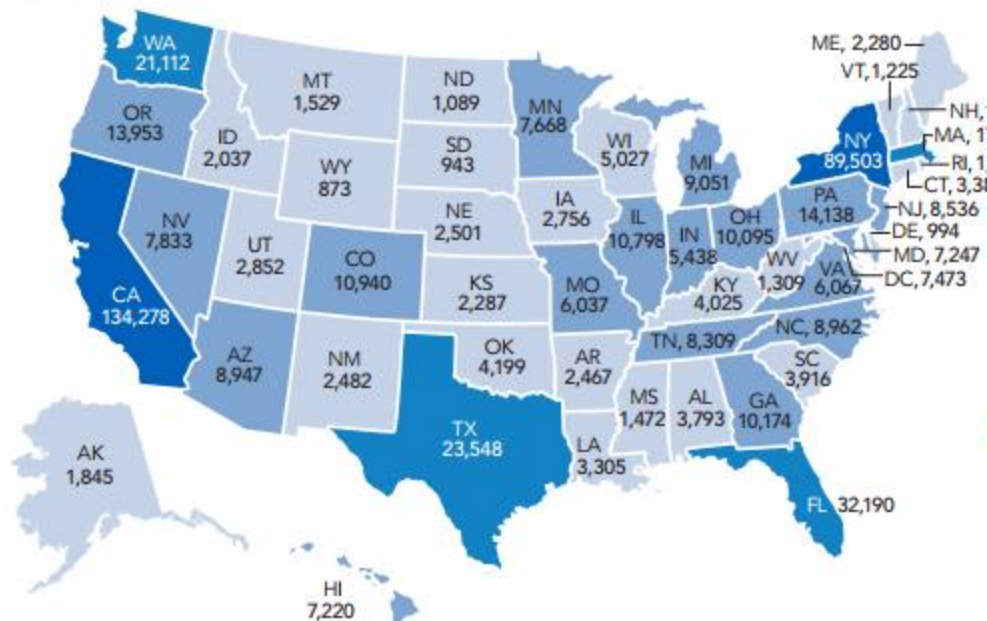 WA
21,112
OR
13,953
CA
134,278
NV
7,833
ID
2,037
MT
1,529
WY
873
UT
2,852
AZ
8,947
CO
10,940
NM
2,482
ND
1,089
SD
943
NE
2,501
KS
2,287
OK
4,199
TX
23,548
MN
7,668
IA
2,756
MO
6,037
AR
2,467
LA
3,305
WI
5,027
IL
10,798
MI
9,051
IN
5,438
OH
10,095
KY
4,025
TN, 8,309
MS
1,472
AL
3,793
GA
10,174
FL 32,190
SC
3,916
NC, 8,962
VA
6,067
WV
1,309
PA
14,138
NY
89,503
ME, 2,280
VT, 1,225
NH,
MA,
RI,
CT,
NJ, 8,536
DE, 994
MD, 7,247
DC, 7,473
AK
1,845
HI
7,220